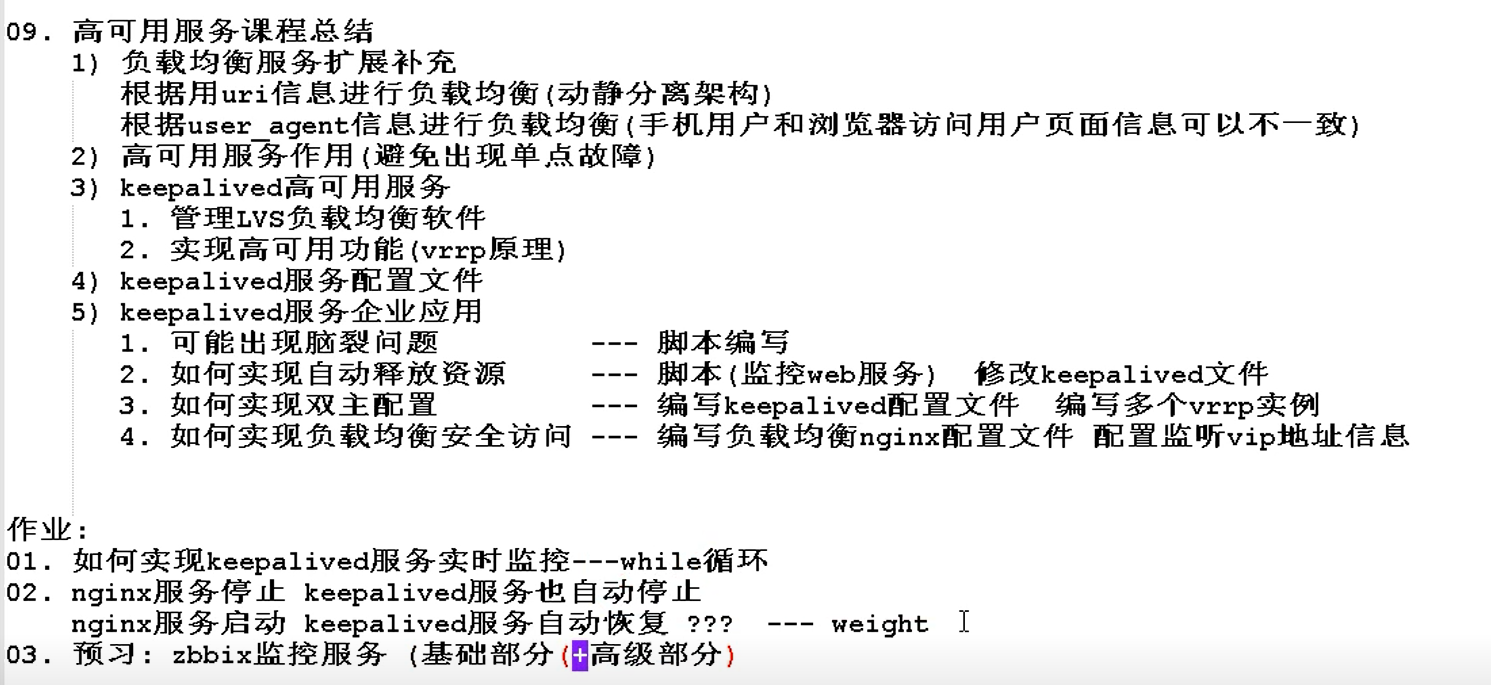 09. 高可用服务课程总结
1) 负载均衡服务扩展补充
根据用uri信息进行负载均衡(动静分离架构)
根据user_agent信息进行负载均衡(手机用户和浏览器访问用户页面信息可以不一致)
2) 高可用服务作用(避免出现单点故障)
3) keepalived高可用服务
1. 管理LVS负载均衡软件
2. 实现高可用功能(vrrp原理)
4) keepalived服务配置文件
5) keepalived服务企业应用
1. 可能出现脑裂问题 --- 脚本编写
2. 如何实现自动释放资源 --- 脚本(监控web服务) 修改keepalived文件
3. 如何实现双主配置 --- 编写keepalived配置文件 编写多个vrrp实例
4. 如何实现负载均衡安全访问 --- 编写负载均衡nginx配置文件 配置监听vip地址信息
作业:
01. 如何实现keepalived服务实时监控---while循环
02. nginx服务停止 keepalived服务也自动停止
nginx服务启动 keepalived服务自动恢复 ??? --- weight
03. 预习: zbbix监控服务 (基础部分(+高级部分)